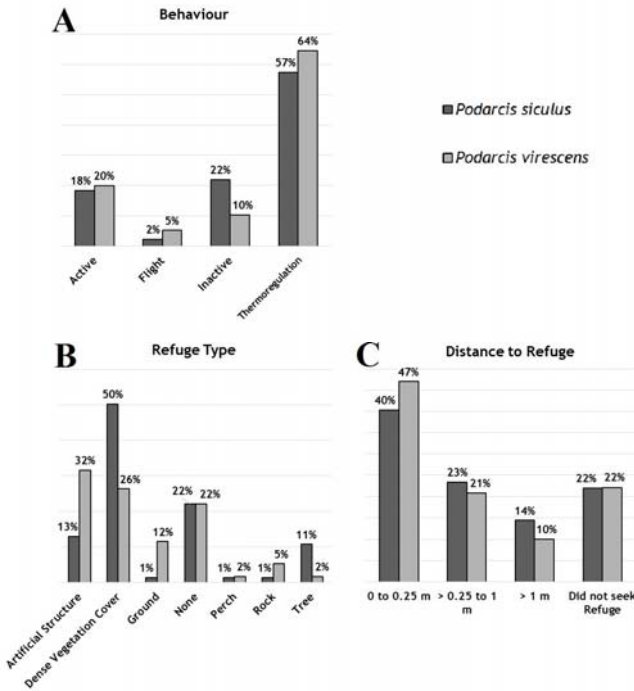 A
Behaviour
64%
57%
22%
18%
20%
10%
5%
2%
Active
Flight
Inactive
Thermoregulation
Podarcis siculus
Podarcis virescens
B
Refuge Type
50%
32%
26%
22%
22%
13%
12%
11%
1%
1%
2%
1%
5%
2%
Artificial Structure
Dense Vegetation Cover
Ground
None
Perch
Rock
Tree
C
Distance to Refuge
47%
40%
23%
21%
22%
22%
14%
10%
0 to 0.25 m
> 0.25 to 1
m
> 1 m
Did not seek
Refuge